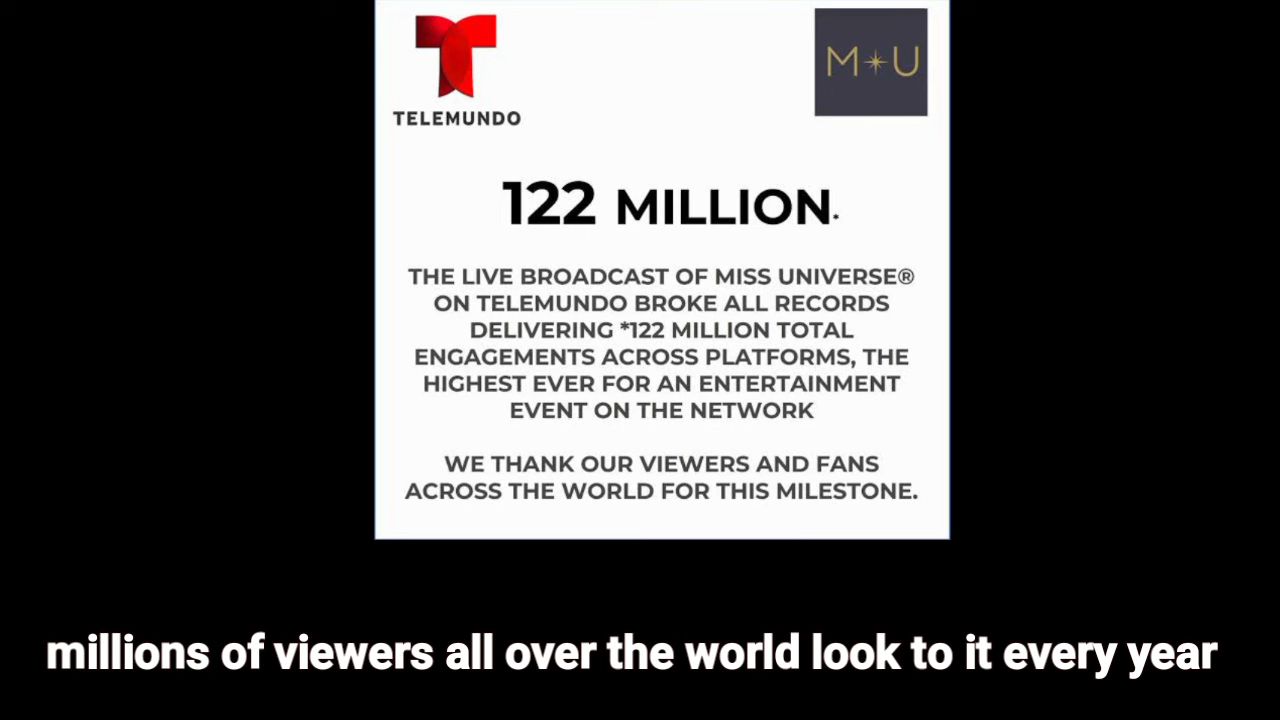 TELEMUNDO
M U
122 MILLION*
THE LIVE BROADCAST OF MISS UNIVERSE®
ON TELEMUNDO BROKE ALL RECORDS
DELIVERING *122 MILLION TOTAL
ENGAGEMENTS ACROSS PLATFORMS, THE
HIGHEST EVER FOR AN ENTERTAINMENT
EVENT ON THE NETWORK
WE THANK OUR VIEWERS AND FANS
ACROSS THE WORLD FOR THIS MILESTONE.
millions of viewers all over the world look to it every year